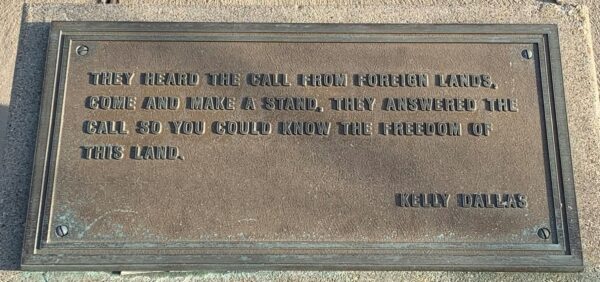 THEY HEARD THE CALL FROM FOREIGN LANDS,
COME AND MAKE A STAND, THEY ANSWERED THE
CALL SO YOU COULD KNOW THE FREEDOM OF
THIS LAND.
KELLY DALLAS